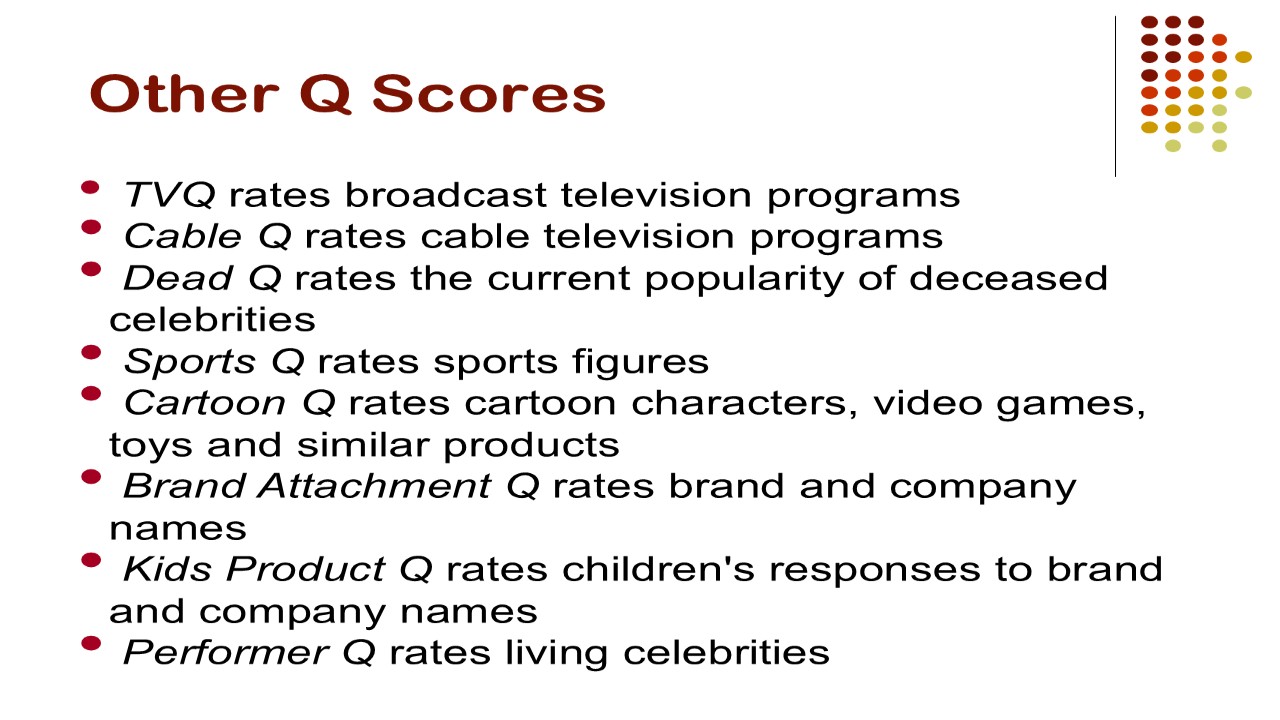 Other Q Scores
• TVQ rates broadcast television programs
• Cable Q rates cable television programs
• Dead Q rates the current popularity of deceased
celebrities
• Sports Q rates sports figures
• Cartoon Q rates cartoon characters, video games,
toys and similar products
• Brand Attachment Q rates brand and company
names
• Kids Product Q rates children's responses to brand
and company names
• Performer Q rates living celebrities